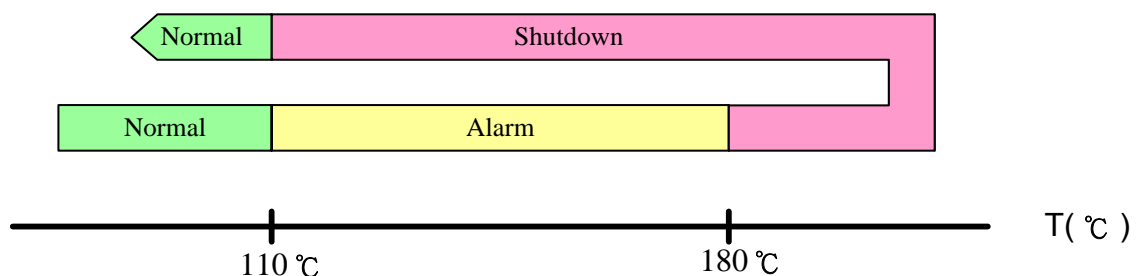 Normal Shutdown
Normal Alarm
T( ℃ )
110 ℃ 180 ℃